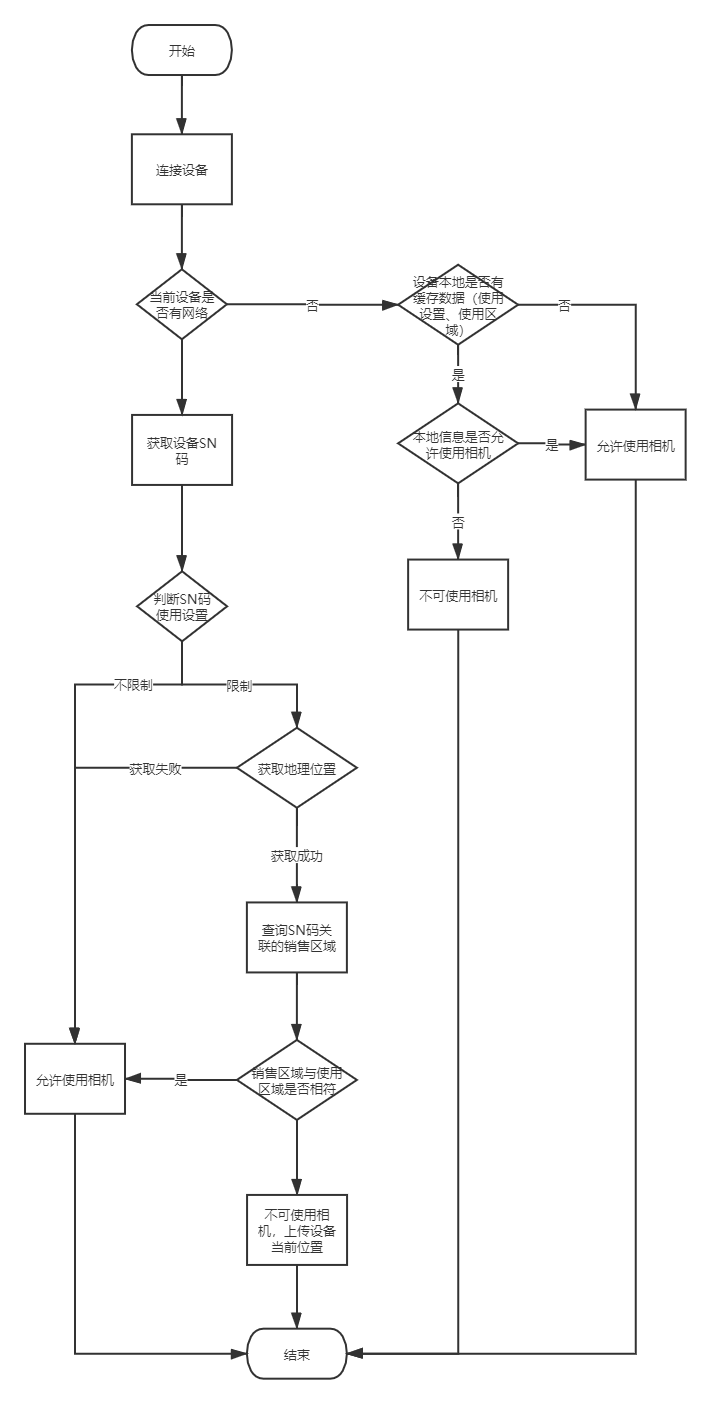 开始
连接设备
当前设备是
否有网络
否
设备本地是否有
缓存数据（使用
设置、使用区
域）
否
是
获取设备SN
码
本地信息是否允
许使用相机
是
允许使用相机
否
判断SN码
使用设置
不可使用相机
不限制
限制
获取失败
获取地理位置
获取成功
查询SN码关
联的销售区域
允许使用相机
是
销售区域与使用
区域是否相符
不可使用相
机，上传设备
当前位置
结束